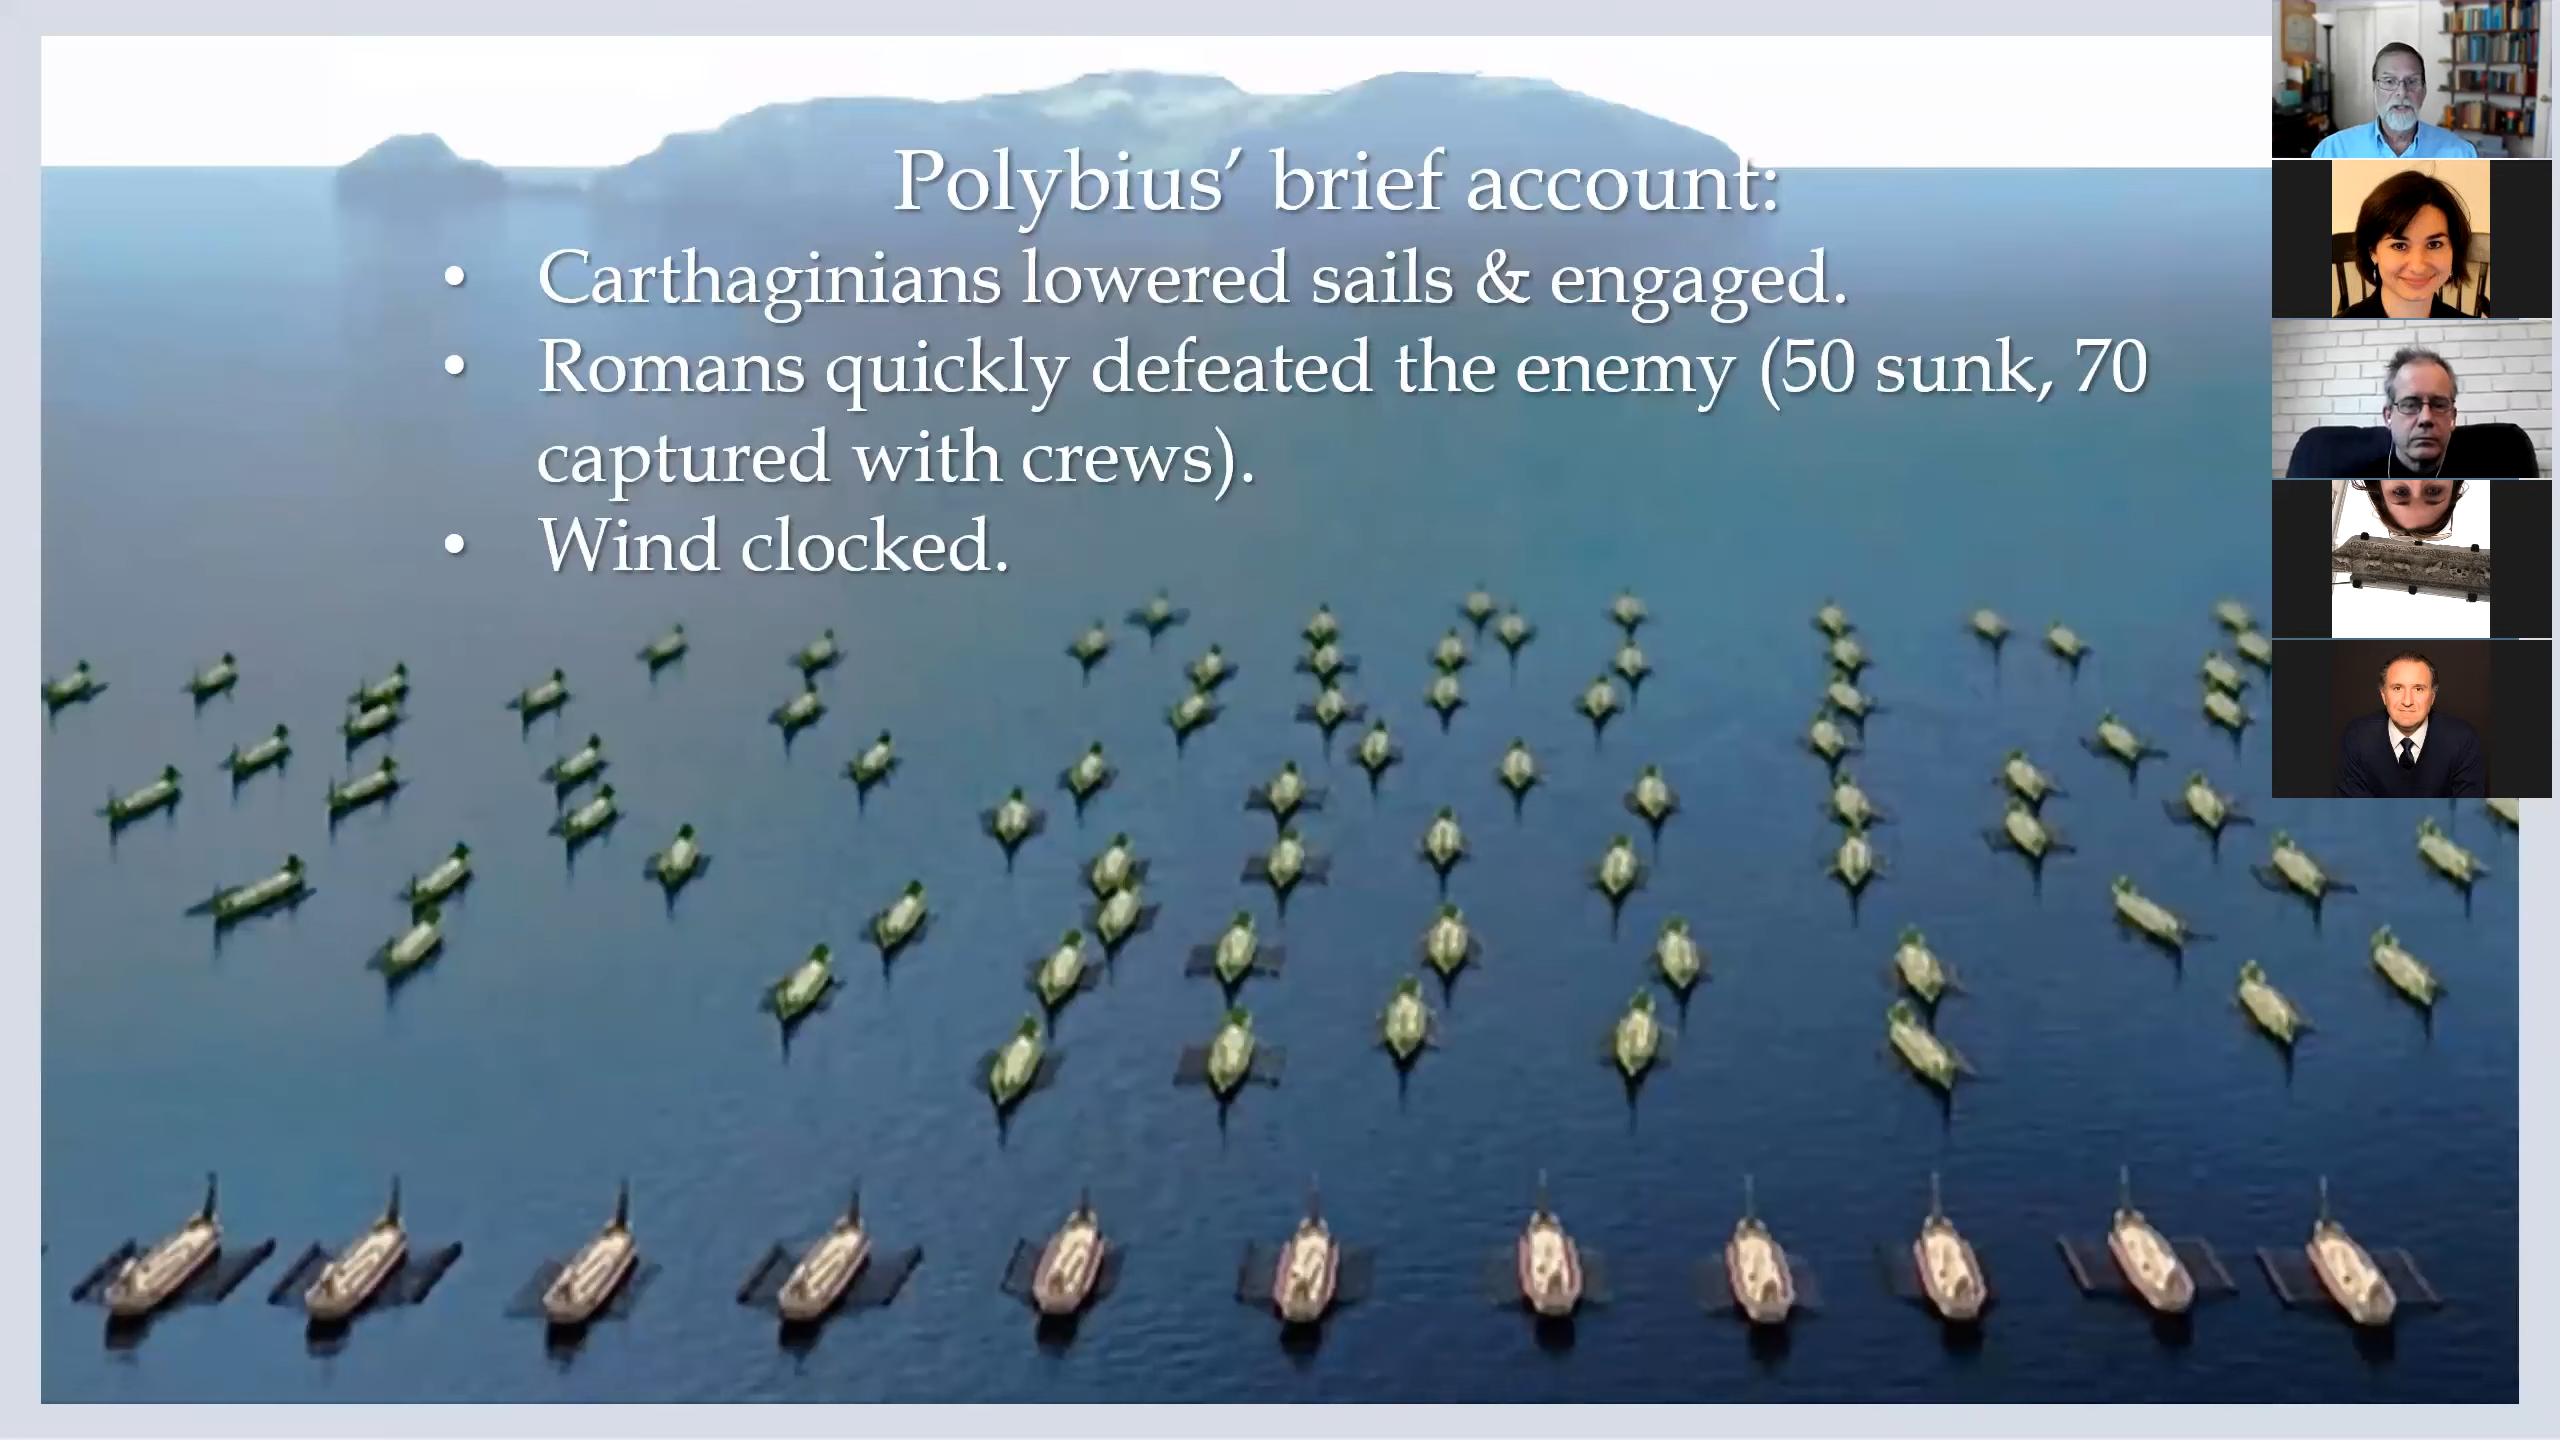 Polybius’ brief account:
• Carthaginians lowered sails & engaged.
• Romans quickly defeated the enemy (50 sunk, 70
captured with crews).
• Wind clocked.